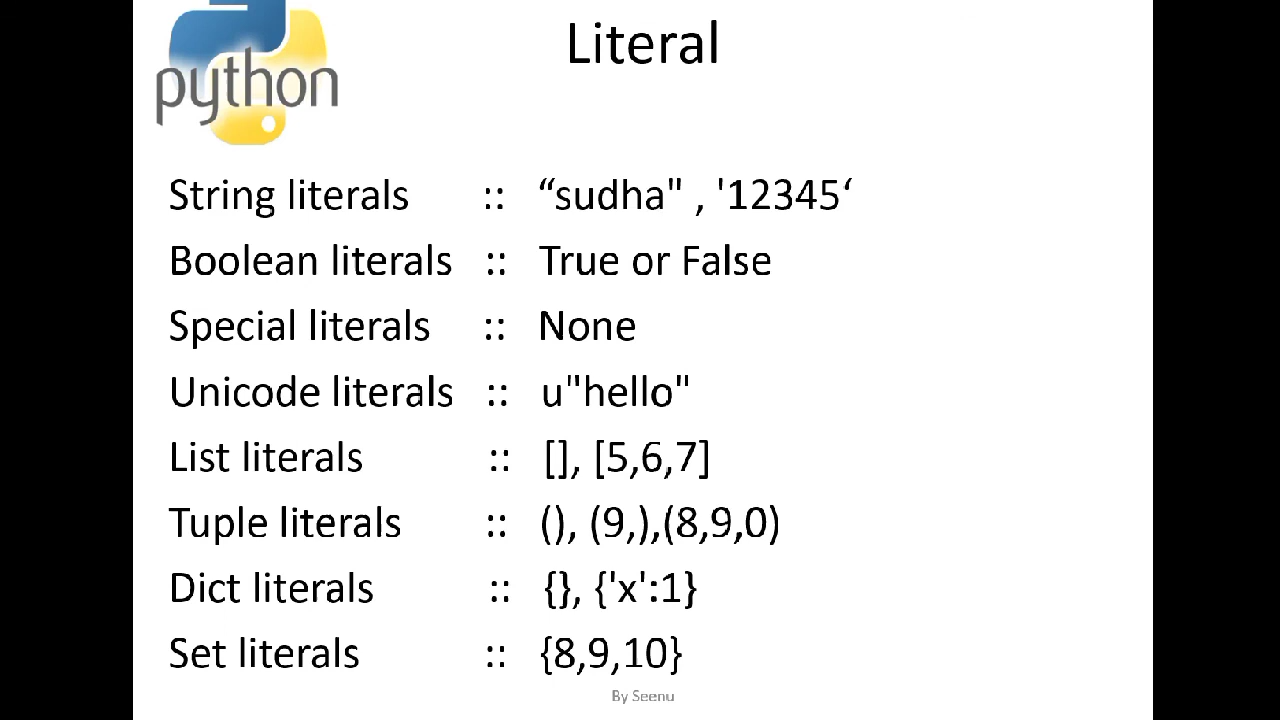 Literal
python
String literals :: “sudha" , '12345‘
Boolean literals :: True or False
Special literals :: None
Unicode literals :: u"hello"
List literals :: [], [5,6,7]
Tuple literals :: (), (9,),(8,9,0)
Dict literals :: {}, {'x':1}
Set literals :: {8,9,10}
By Seenu